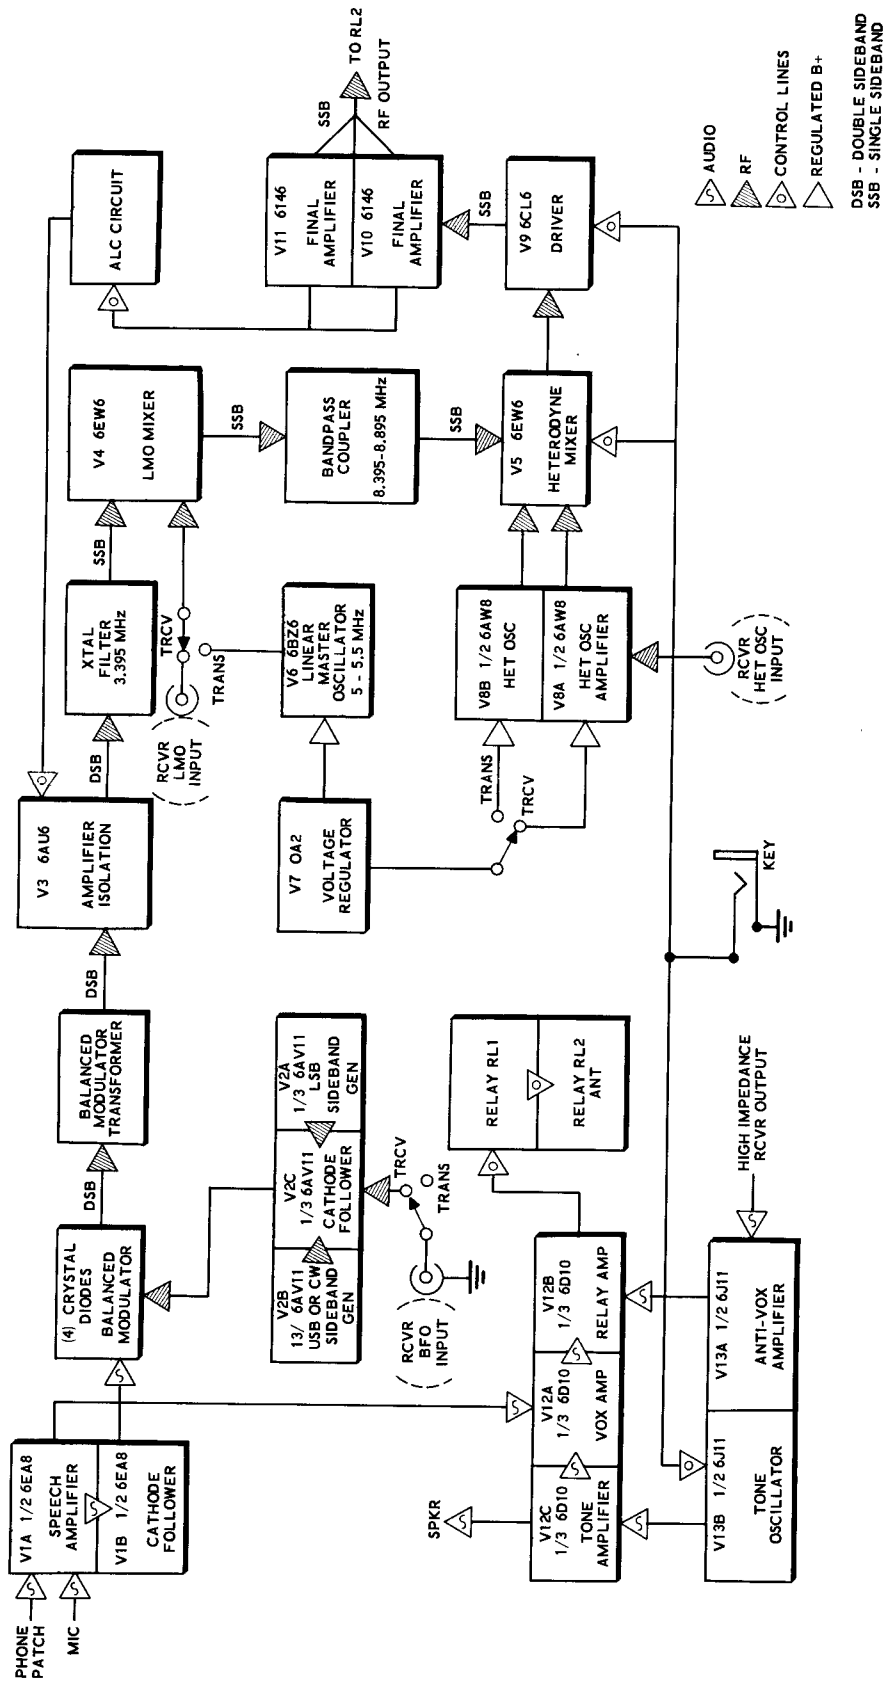 PHONE
PATCH
MIC
V1A 1/2 6EA8
SPEECH
AMPLIFIER
V1B 1/2 6EA8
CATHODE
FOLLOWER
(4) CRYSTAL
DIODES
BALANCED
MODULATOR
DSB
BALANCED
MODULATOR
TRANSFORMER
DSB
V3 6AU6
AMPLIFIER
ISOLATION
DSB
XTAL
FILTER
3.395 MHz
SSB
V4 6EW6
LMO MIXER
ALC CIRCUIT
RCVR
LMO
INPUT
TRCV
TRANS
SSB
V2B
13/ 6AV11
USB OR CW
SIDEBAND
GEN
V2C
1/3 6AV11
CATHODE
FOLLOWER
V2A
1/3 6AV11
LSB
SIDEBAND
GEN
RCVR
BFO
INPUT
TRCV
TRANS
V7 OA2
VOLTAGE
REGULATOR
V6 6BZ6
LINEAR
MASTER
OSCILLATOR
5 - 5.5 MHz
BANDPASS
COUPLER
8.395-8.895 MHz
SSB
V11 6146
FINAL
AMPLIFIER
V10 6146
FINAL
AMPLIFIER
SSB
TO RL2
RF OUTPUT
SPKR
V12C
1/3 6D10
TONE
AMPLIFIER
V12A
1/3 6D10
VOX AMP
V12B
1/3 6D10
RELAY AMP
RELAY RL1
RELAY RL2
ANT
TRANS
TRCV
V8B 1/2 6AW8
HET OSC
V8A 1/2 6AW8
HET OSC
AMPLIFIER
V5 6EW6
HETERODYNE
MIXER
V9 6CL6
DRIVER
SSB
RCVR
HET OSC
INPUT
V13B 1/2 6J11
TONE
OSCILLATOR
V13A 1/2 6J11
ANTI-VOX
AMPLIFIER
HIGH IMPEDANCE
RCVR OUTPUT
KEY
AUDIO
RF
CONTROL LINES
REGULATED B+
DSB - DOUBLE SIDEBAND
SSB - SINGLE SIDEBAND